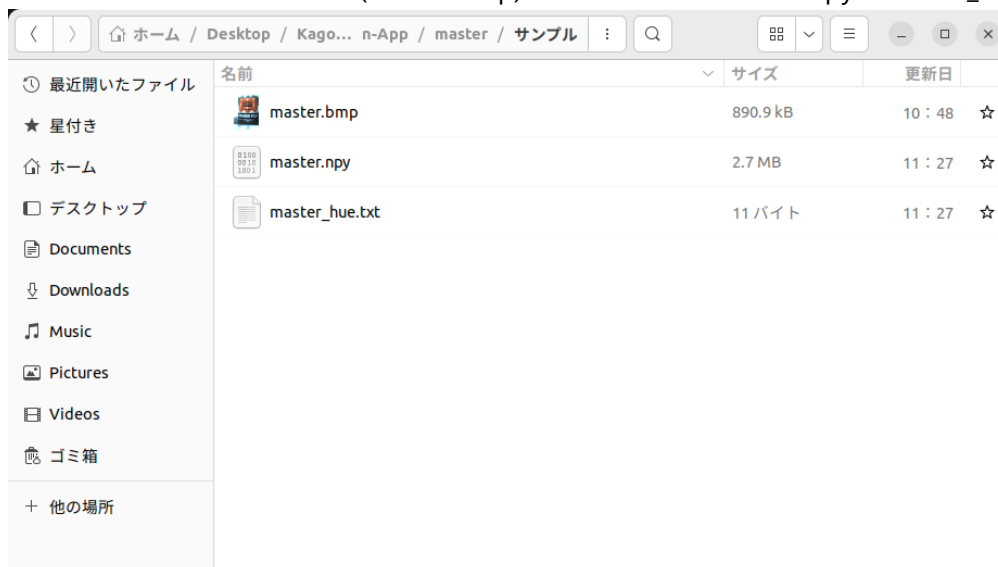 ホーム / Desktop / Kago... n-App / master / サンプル
名前 サイズ 更新日
最近開いたファイル
master.bmp 890.9 kB 10：48
星付き
ホーム
master.npy 2.7 MB 11：27
デスクトップ
master_hue.txt 11 バイト 11：27
Documents
Downloads
Music
Pictures
Videos
ゴミ箱
+ 他の場所